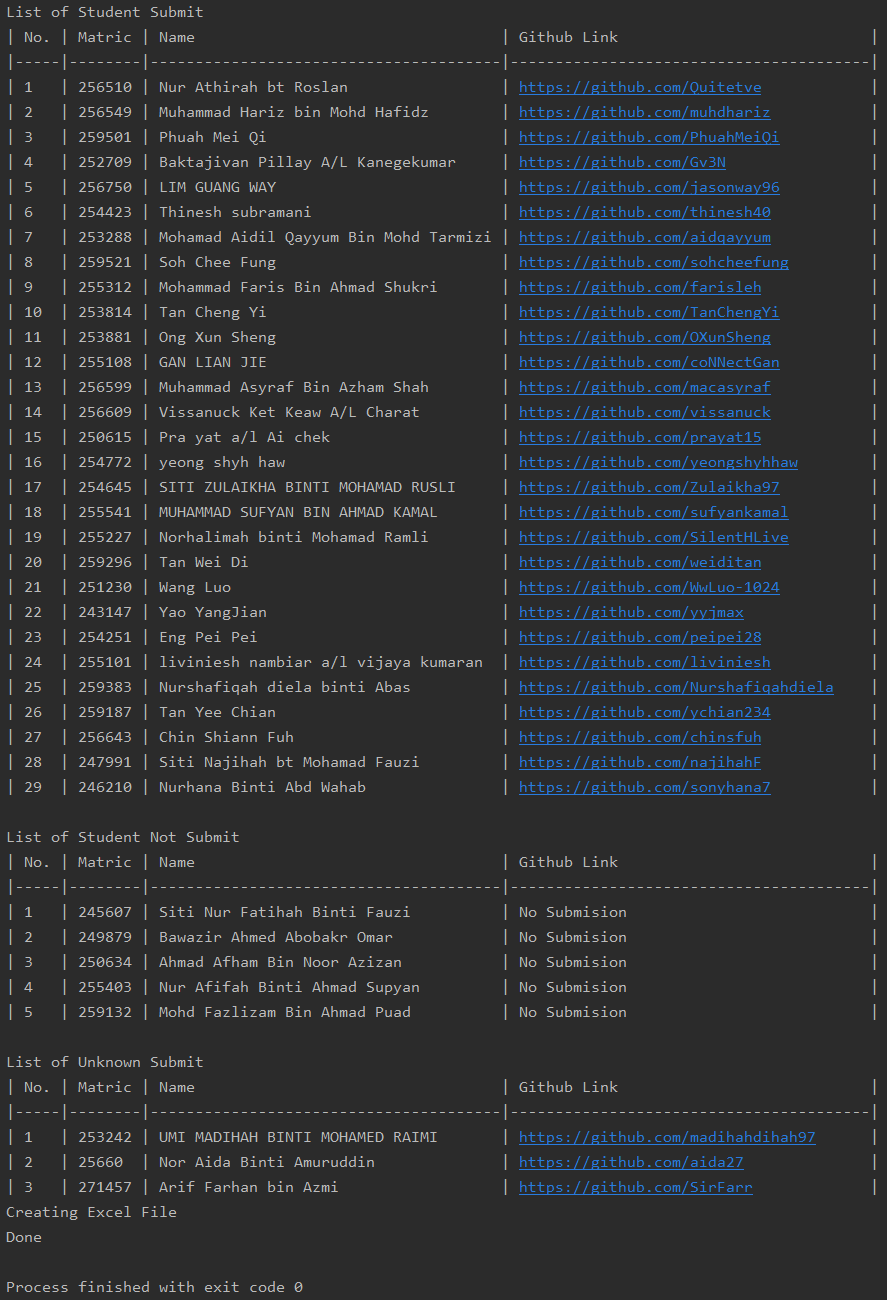 List of Student Submit
| No. | Matric | Name                                  | Github Link                            |
|-----|--------|---------------------------------------|----------------------------------------|
| 1   | 256510 | Nur Athirah bt Roslan                 | https://github.com/Quitetve            |
| 2   | 256549 | Muhammad Hariz bin Mohd Hafidz        | https://github.com/muhdhariz           |
| 3   | 259501 | Phuah Mei Qi                          | https://github.com/PhuahMeiQi          |
| 4   | 252709 | Baktajivan Pillay A/L Kanegekumar     | https://github.com/Gv3N                |
| 5   | 256750 | LIM GUANG WAY                         | https://github.com/jasonway96          |
| 6   | 254423 | Thinesh subramani                     | https://github.com/thinesh40           |
| 7   | 253288 | Mohamad Aidil Qayyum Bin Mohd Tarmizi | https://github.com/aidqayyum           |
| 8   | 259521 | Soh Chee Fung                         | https://github.com/sohcheefung         |
| 9   | 255312 | Mohammad Faris Bin Ahmad Shukri       | https://github.com/farisleh            |
| 10  | 253814 | Tan Cheng Yi                          | https://github.com/TanChengYi          |
| 11  | 253881 | Ong Xun Sheng                         | https://github.com/OXunSheng           |
| 12  | 255108 | GAN LIAN JIE                          | https://github.com/coNNectGan          |
| 13  | 256599 | Muhammad Asyraf Bin Azham Shah        | https://github.com/macasyraf           |
| 14  | 256609 | Vissanuck Ket Keaw A/L Charat         | https://github.com/vissanuck           |
| 15  | 250615 | Pra yat a/l Ai chek                   | https://github.com/prayat15            |
| 16  | 254772 | yeong shyh haw                        | https://github.com/yeongshyhhaw        |
| 17  | 254645 | SITI ZULAIKHA BINTI MOHAMAD RUSLI     | https://github.com/Zulaikha97          |
| 18  | 255541 | MUHAMMAD SUFYAN BIN AHMAD KAMAL       | https://github.com/sufyankamal         |
| 19  | 255227 | Norhalimah binti Mohamad Ramli        | https://github.com/SilentHLive         |
| 20  | 259296 | Tan Wei Di                            | https://github.com/weiditan            |
| 21  | 251230 | Wang Luo                              | https://github.com/WwLuo-1024          |
| 22  | 243147 | Yao YangJian                          | https://github.com/yyjmax              |
| 23  | 254251 | Eng Pei Pei                           | https://github.com/peipei28            |
| 24  | 255101 | liviniesh nambiar a/l vijaya kumaran  | https://github.com/liviniesh           |
| 25  | 259383 | Nurshafiqah diela binti Abas          | https://github.com/Nurshafiqahdiela    |
| 26  | 259187 | Tan Yee Chian                         | https://github.com/ychian234           |
| 27  | 256643 | Chin Shiann Fuh                       | https://github.com/chinsfuh            |
| 28  | 247991 | Siti Najihah bt Mohamad Fauzi         | https://github.com/najihahF            |
| 29  | 246210 | Nurhana Binti Abd Wahab               | https://github.com/sonyhana7           |

List of Student Not Submit
| No. | Matric | Name                                  | Github Link                            |
|-----|--------|---------------------------------------|----------------------------------------|
| 1   | 245607 | Siti Nur Fatihah Binti Fauzi          | No Submision                           |
| 2   | 249879 | Bawazir Ahmed Abobakr Omar            | No Submision                           |
| 3   | 250634 | Ahmad Afham Bin Noor Azizan           | No Submision                           |
| 4   | 255403 | Nur Afifah Binti Ahmad Supyan         | No Submision                           |
| 5   | 259132 | Mohd Fazlizam Bin Ahmad Puad          | No Submision                           |

List of Unknown Submit
| No. | Matric | Name                                  | Github Link                            |
|-----|--------|---------------------------------------|----------------------------------------|
| 1   | 253242 | UMI MADIHAH BINTI MOHAMED RAIMI       | https://github.com/madihahdihah97      |
| 2   | 25660  | Nor Aida Binti Amuruddin              | https://github.com/aida27              |
| 3   | 271457 | Arif Farhan bin Azmi                  | https://github.com/SirFarr             |
Creating Excel File
Done

Process finished with exit code 0